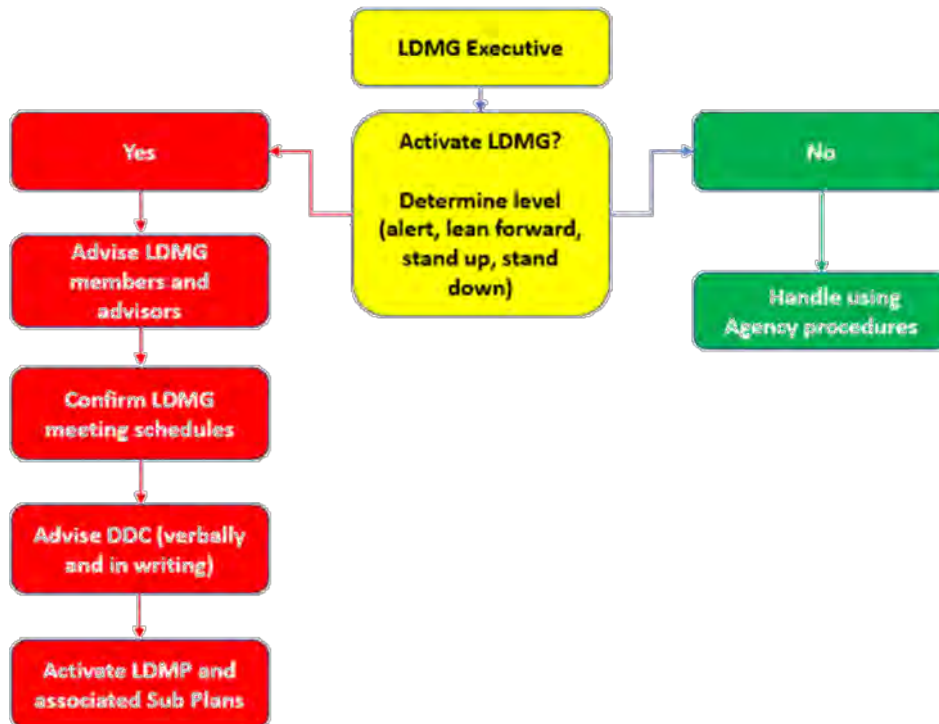 LDMG Executive
Yes
Activate LDMG?
No
Determine level
(alert, lean forward,
stand up, stand
down)
Advise LDMG
members and
advisors
Handle using
Agency procedures
Confirm LDMG
meeting schedules
Advise DDC (verbally
and in writing)
Activate LDMP and
associated Sub Plans